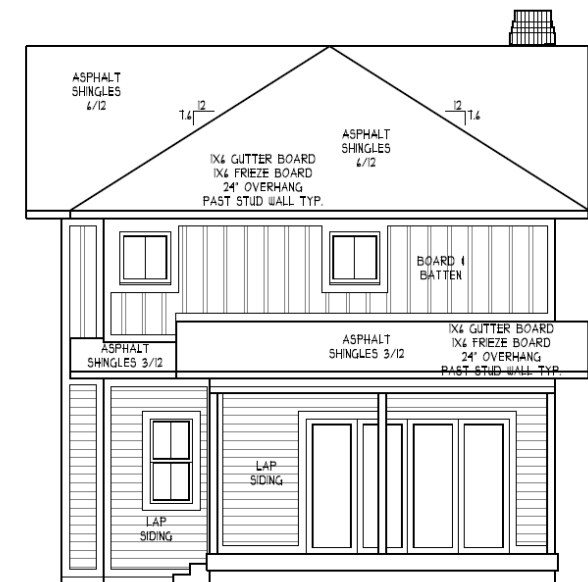 ASPHALT
SHINGLES
6/12
12
7.6
12
7.6
ASPHALT
SHINGLES
6/12
1X6 GUTTER BOARD
1X6 FRIEZE BOARD
24" OVERHANG
PAST STUD WALL TYP.
BOARD &
BATTEN
ASPHALT
SHINGLES 3/12
ASPHALT
SHINGLES 3/12
1X6 GUTTER BOARD
1X6 FRIEZE BOARD
24" OVERHANG
PAST STUD WALL TYP.
LAP
SIDING
LAP
SIDING